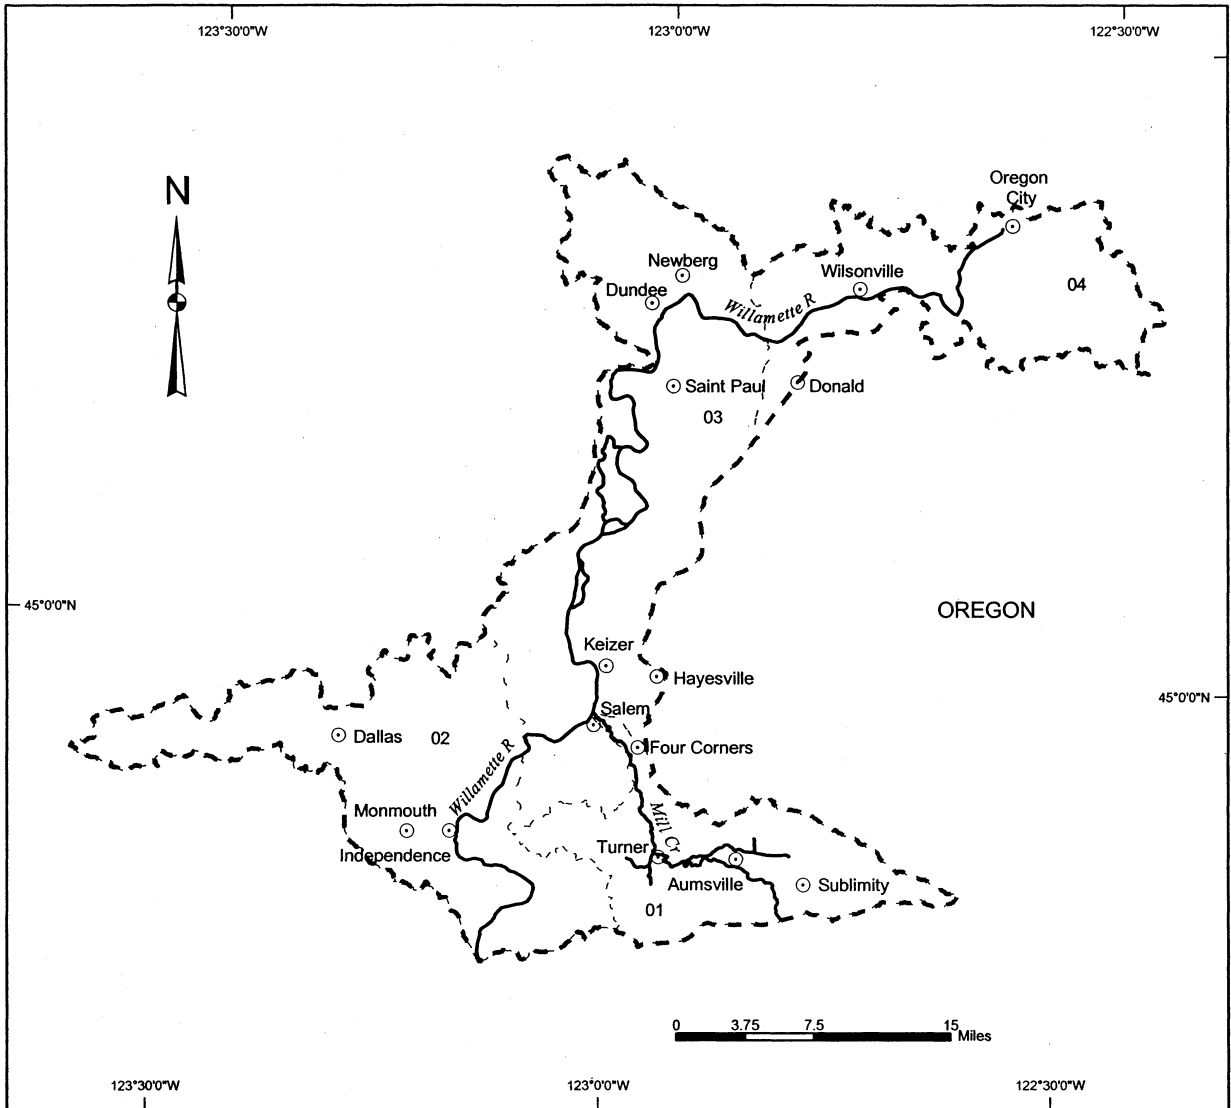 123°30'0"W
123°0'0"W
122°30'0"W
N
Oregon
City
Newberg
Wilsonville
Dundee
04
Willamette R
Saint Paul
Donald
03
45°0'0"N
OREGON
Keizer
Hayesville
45°0'0"N
Salem
Dallas
02
Four Corners
Willamette R
Monmouth
Mill Cr
Turner
Independence
Aumsville
Sublimity
01
0
3.75
7.5
15
Miles
123°30'0"W
123°0'0"W
122°30'0"W